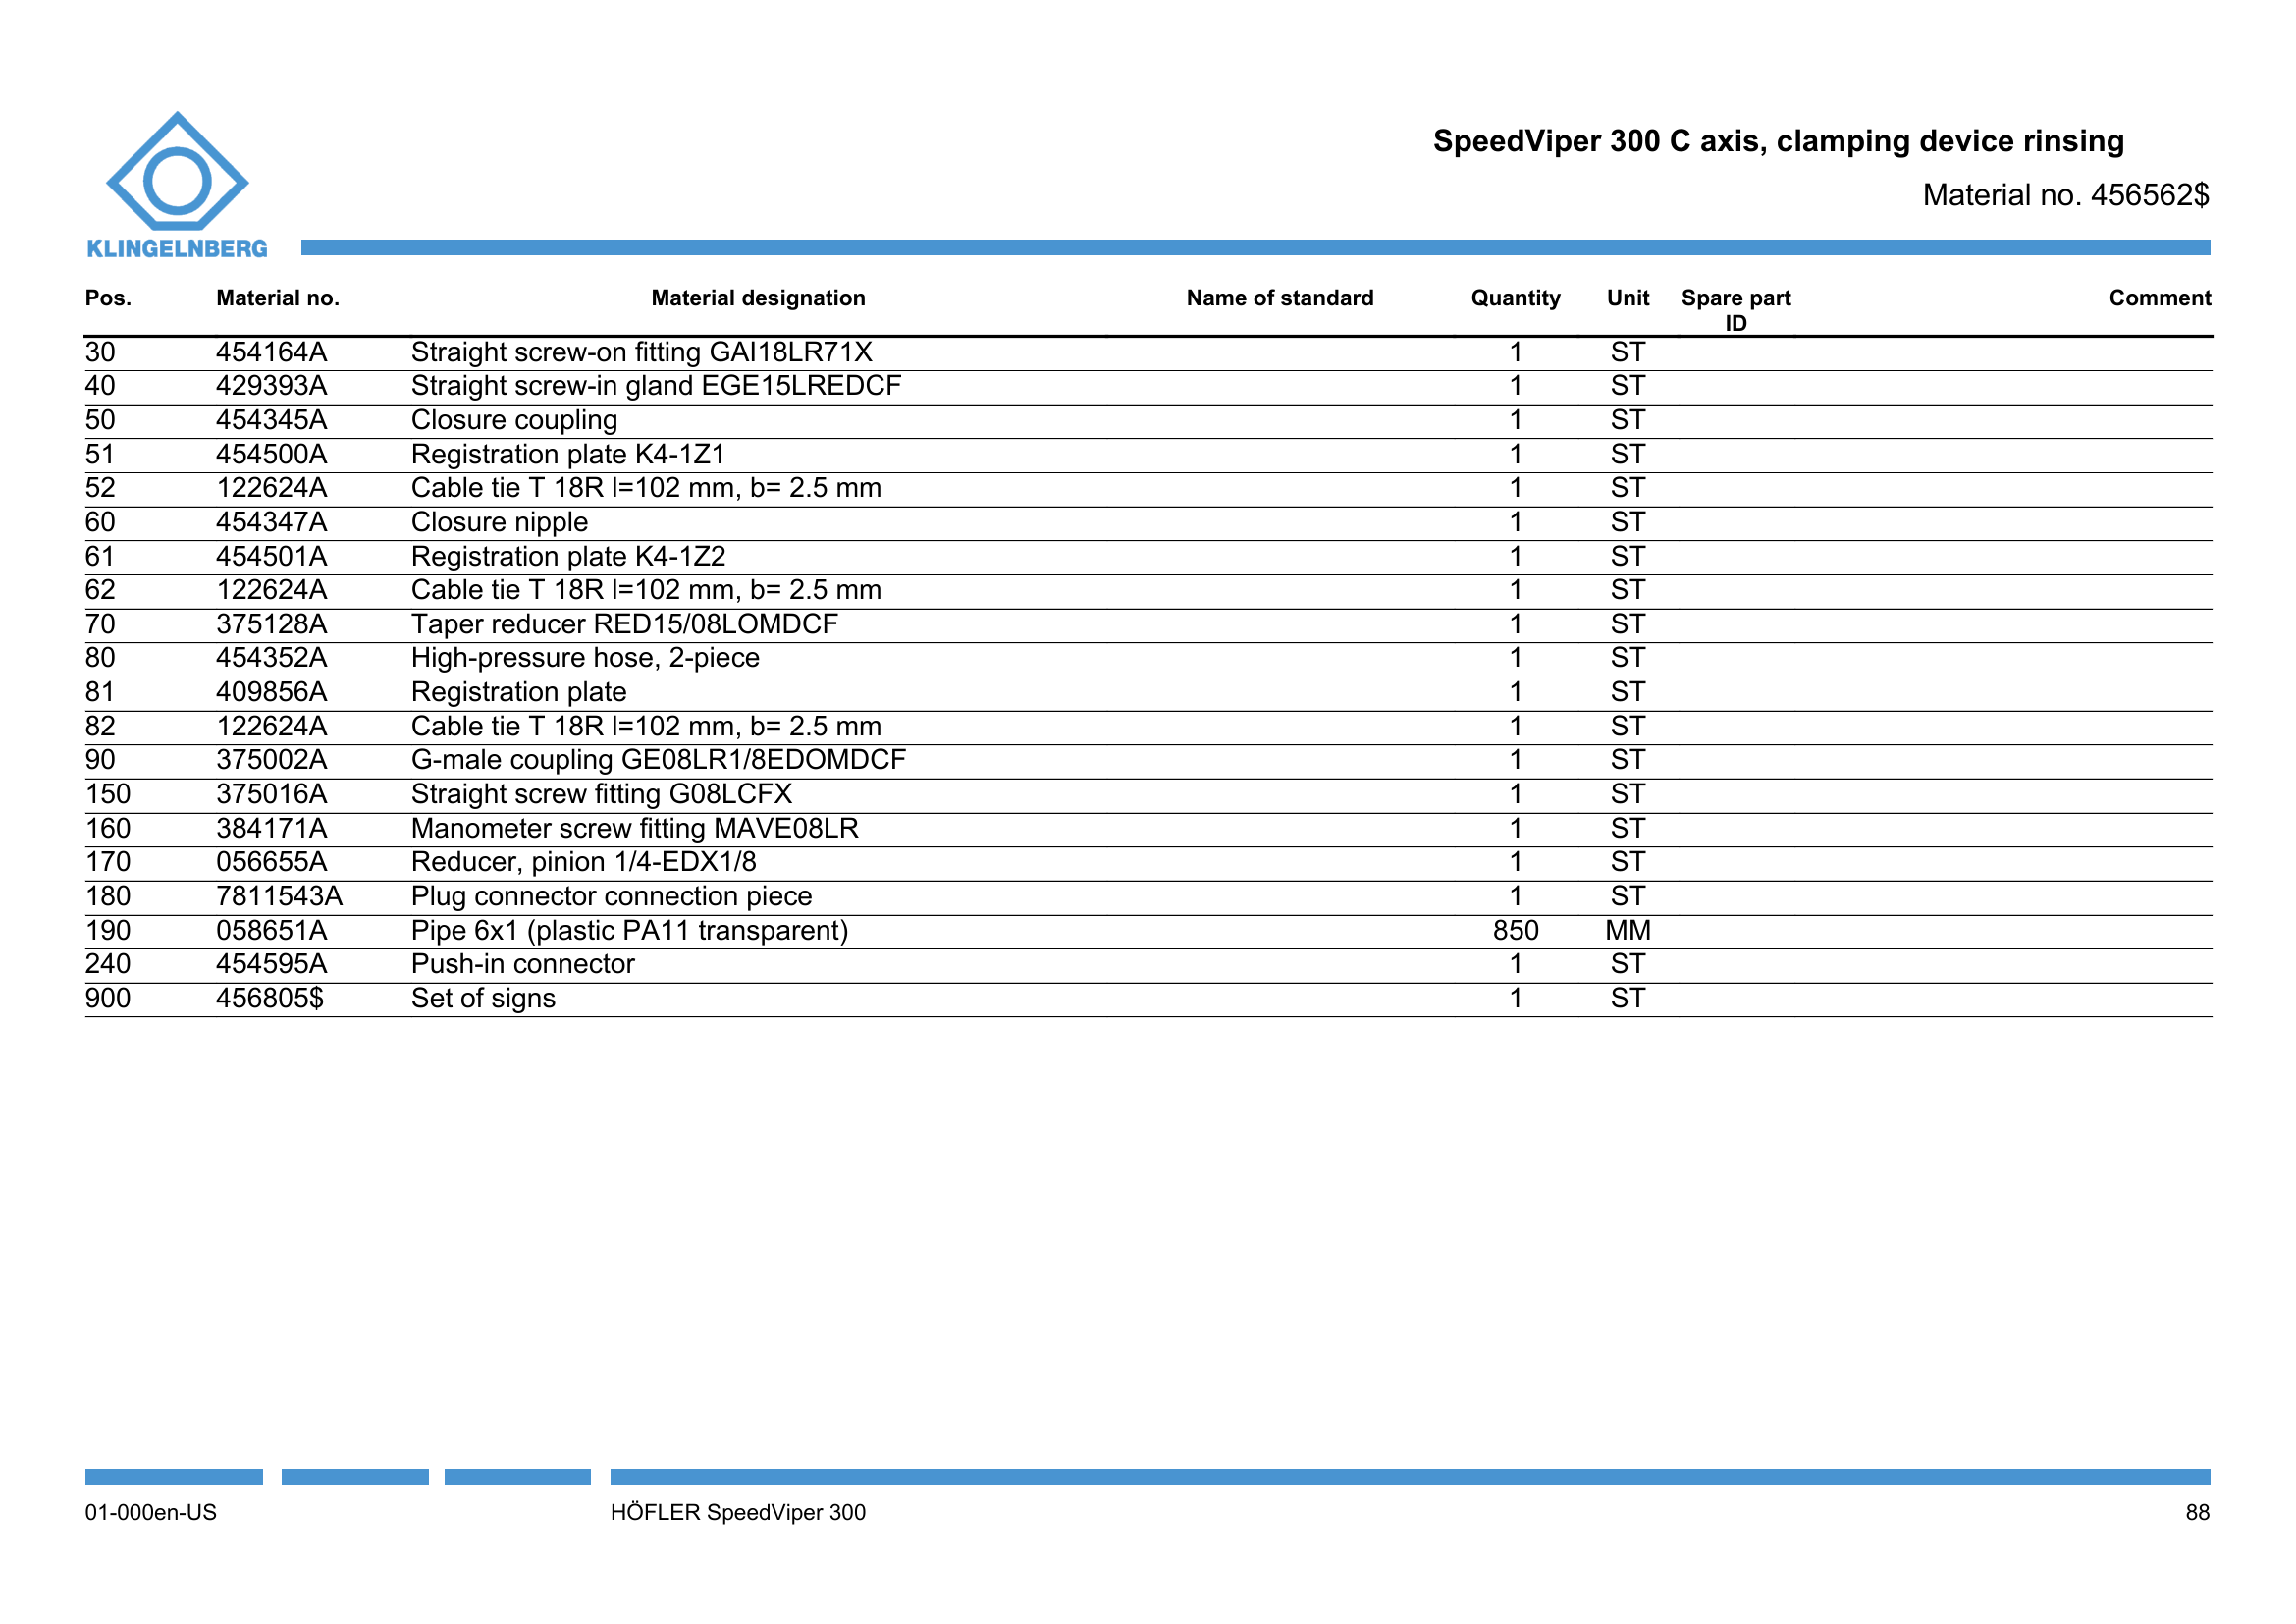 SpeedViper 300 C axis, clamping device rinsing
Material no. 456562$
KLINGELNBERG
Pos. Material no. Material designation Name of standard Quantity Unit Spare part ID Comment
30 454164A Straight screw-on fitting GAI18LR71X 1 ST
40 429393A Straight screw-in gland EGE15LREDCF 1 ST
50 454345A Closure coupling 1 ST
51 454500A Registration plate K4-1Z1 1 ST
52 122624A Cable tie T 18R l=102 mm, b= 2.5 mm 1 ST
60 454347A Closure nipple 1 ST
61 454501A Registration plate K4-1Z2 1 ST
62 122624A Cable tie T 18R l=102 mm, b= 2.5 mm 1 ST
70 375128A Taper reducer RED15/08LOMDCF 1 ST
80 454352A High-pressure hose, 2-piece 1 ST
81 409856A Registration plate 1 ST
82 122624A Cable tie T 18R l=102 mm, b= 2.5 mm 1 ST
90 375002A G-male coupling GE08LR1/8EDOMDCF 1 ST
150 375016A Straight screw fitting G08LCFX 1 ST
160 384171A Manometer screw fitting MAVE08LR 1 ST
170 056655A Reducer, pinion 1/4-EDX1/8 1 ST
180 7811543A Plug connector connection piece 1 ST
190 058651A Pipe 6x1 (plastic PA11 transparent) 850 MM
240 454595A Push-in connector 1 ST
900 456805$ Set of signs 1 ST
01-000en-US HÖFLER SpeedViper 300 88